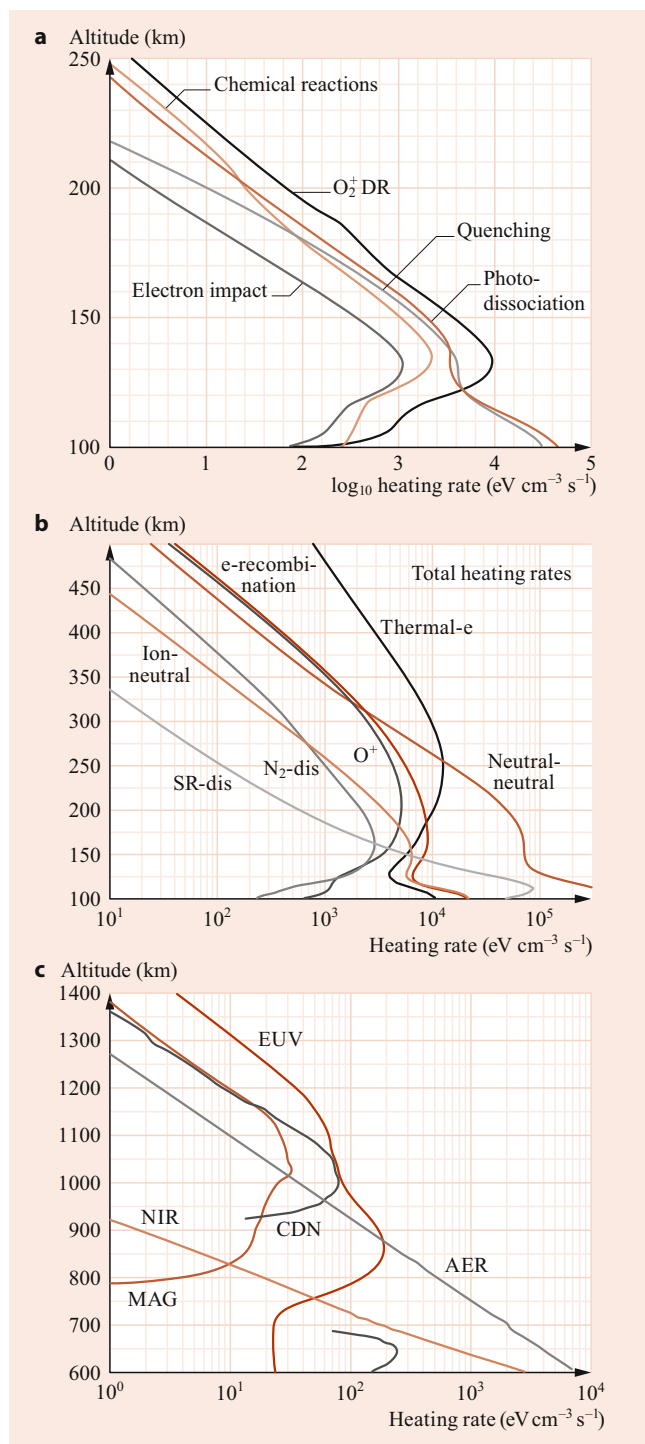 a Altitude (km)
250
Chemical reactions
O₂⁺ DR
200
Quenching
Electron impact
Photo-
dissociation
150
100
0 1 2 3 4 5
log₁₀ heating rate (eV cm⁻³ s⁻¹)
b Altitude (km)
e-recombi-
nation
Total heating rates
450
Thermal-e
400
Ion-
neutral
350
300
O⁺
Neutral-
neutral
N₂-dis
SR-dis
250
200
150
100
10¹ 10² 10³ 10⁴ 10⁵
Heating rate (eV cm⁻³ s⁻¹)
c Altitude (km)
1400
EUV
1300
1200
1100
1000
NIR
CDN
900
AER
800
MAG
700
600
10⁰ 10¹ 10² 10³ 10⁴
Heating rate (eV cm⁻³ s⁻¹)